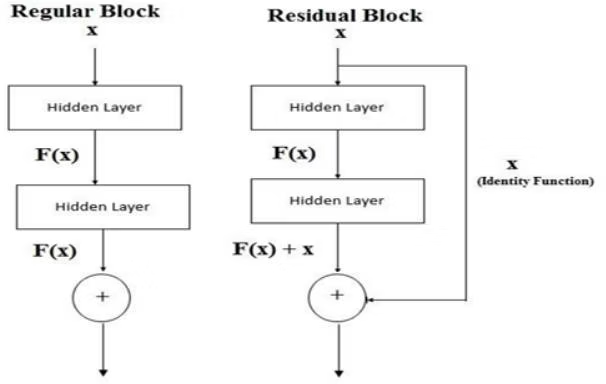 Regular Block
x
Hidden Layer
F(x)
Hidden Layer
F(x)
+
Residual Block
x
Hidden Layer
F(x)
Hidden Layer
F(x) + x
+
x
(Identity Function)